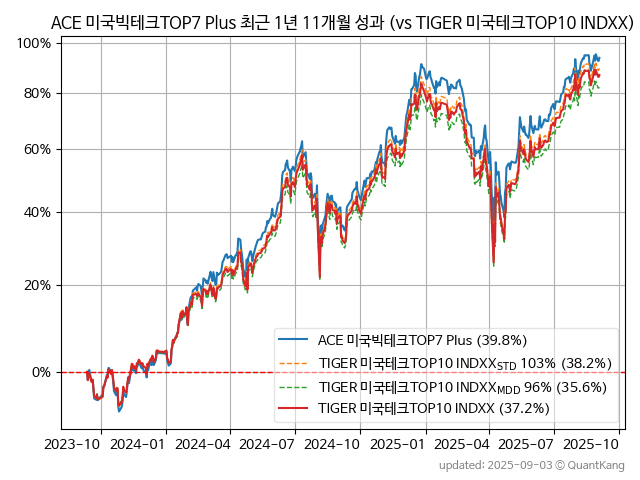 ACE 미국빅테크TOP7 Plus 최근 1년 11개월 성과 (vs TIGER 미국테크TOP10 INDXX)
100%
80%
60%
40%
20%
0%
ACE 미국빅테크TOP7 Plus (39.8%)
TIGER 미국테크TOP10 INDXX_STD 103% (38.2%)
TIGER 미국테크TOP10 INDXX_MDD 96% (35.6%)
TIGER 미국테크TOP10 INDXX (37.2%)
2023-10 2024-01 2024-04 2024-07 2024-10 2025-01 2025-04 2025-07 2025-10
updated: 2025-09-03 © QuantKang